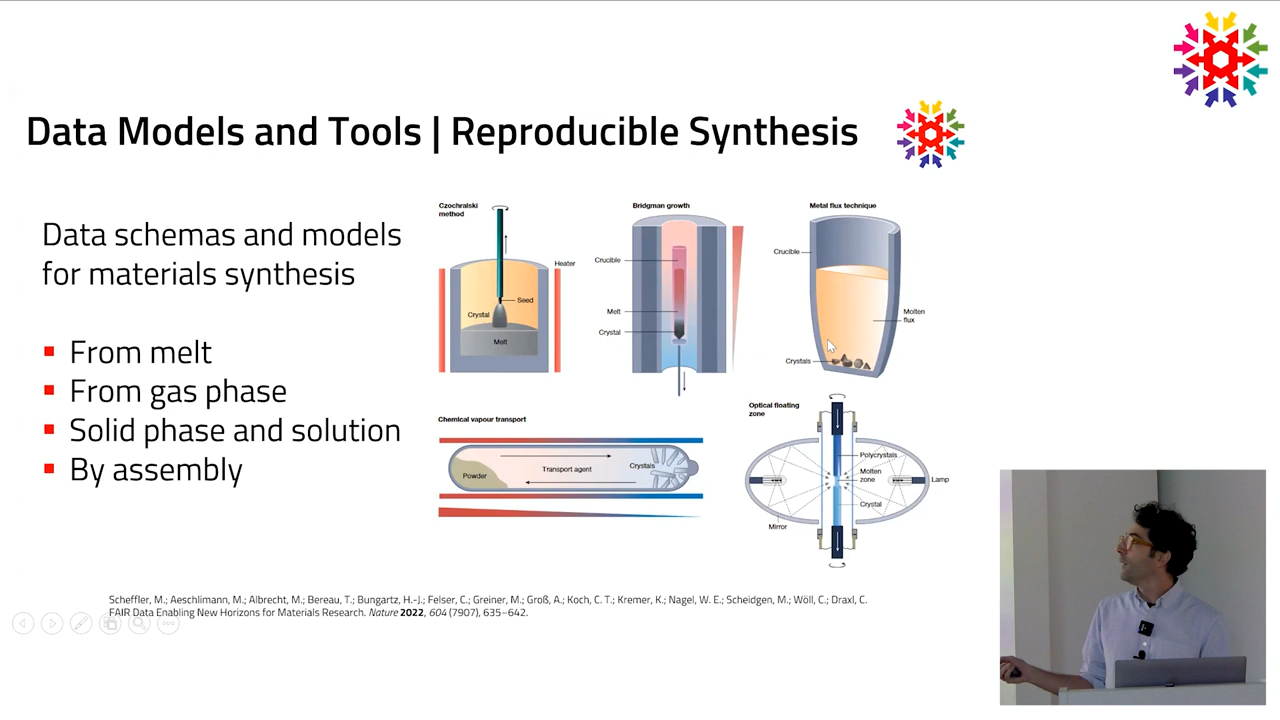 Data Models and Tools | Reproducible Synthesis
Data schemas and models
for materials synthesis
From melt
From gas phase
Solid phase and solution
By assembly
Czochralski
method
Heater
Seed
Crystal
Melt
Bridgman growth
Crucible
Melt
Crystal
Metal flux technique
Crucible
Molten
flux
Crystals
Chemical vapour transport
Powder
Transport agent
Crystals
Optical floating
zone
Polycrystals
Molten
zone
Lamp
Crystal
Mirror
Scheffler, M.; Aeschlimann, M.; Albrecht, M.; Bereau, T.; Bungartz, H.-J.; Felser, C.; Greiner, M.; Groß, A.; Koch, C. T.; Kremer, K.; Nagel, W. E.; Scheidgen, M.; Wöll, C.; Draxl, C.
FAIR Data Enabling New Horizons for Materials Research. Nature 2022, 604 (7907), 635–642.